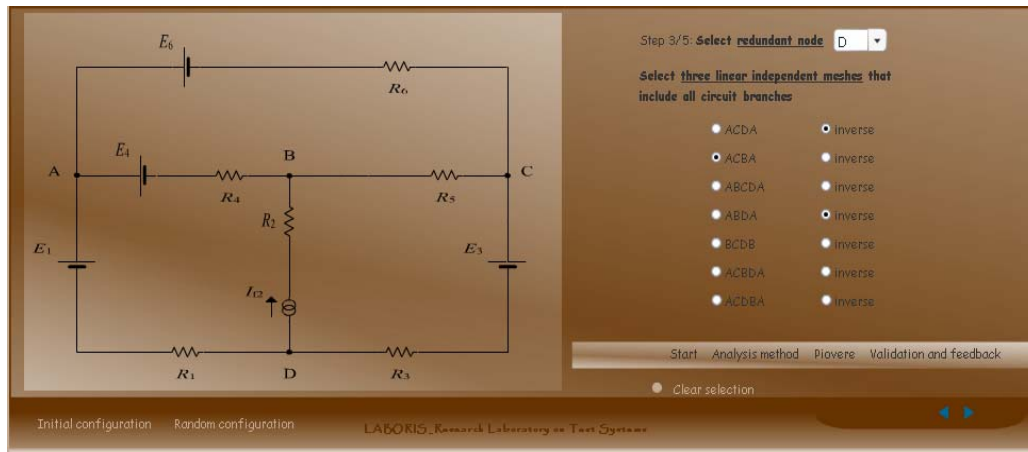 E6
R6
A
E4
R4
B
R5
C
R2
E1
E3
I12
R1
D
R3
Step 3/5: Select redundant node D
Select three linear independent meshes that
include all circuit branches
ACDA inverse
ACBA inverse
ABCDA inverse
ABDA inverse
BCDB inverse
ACBDA inverse
ACDBA inverse
Start Analysis method Piovere Validation and feedback
Clear selection
Initial configuration Random configuration
LABORIS_Research Laboratory on Test Systems